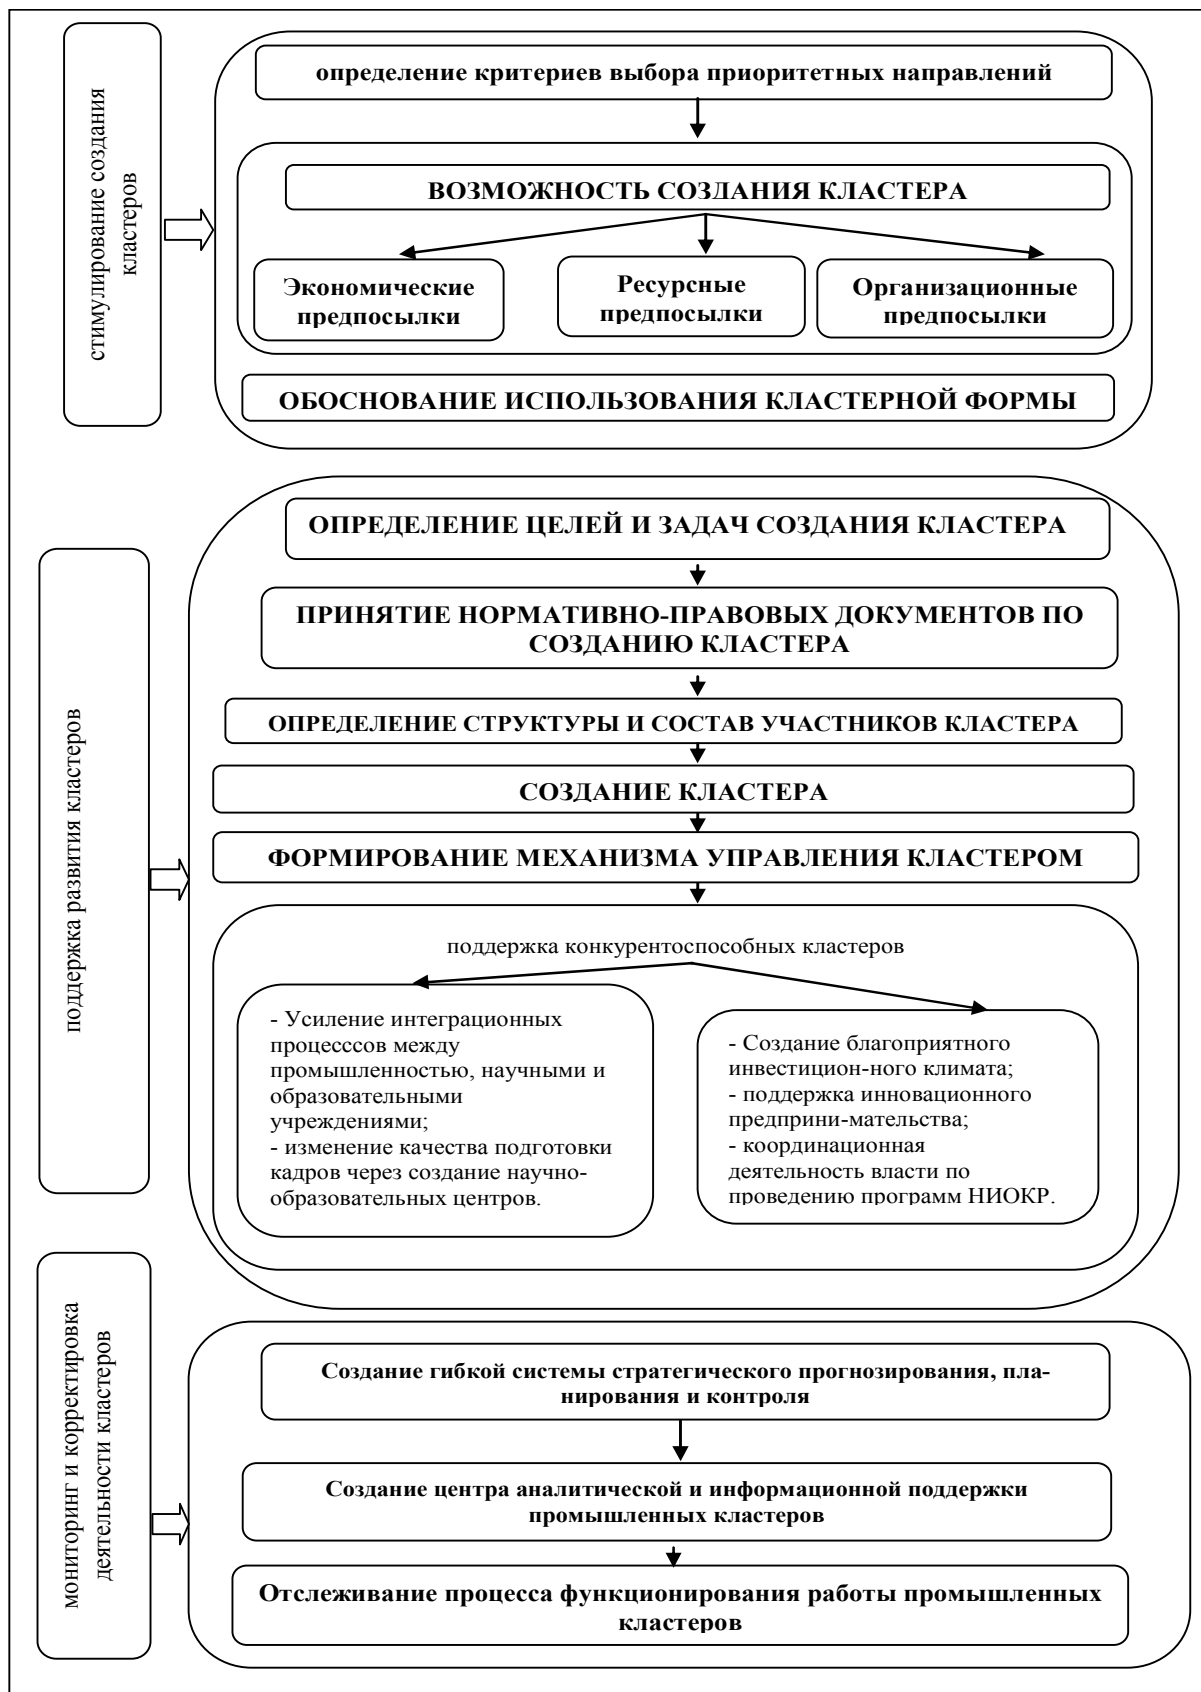 стимулирование создания
кластеров
определение критериев выбора приоритетных направлений
ВОЗМОЖНОСТЬ СОЗДАНИЯ КЛАСТЕРА
Экономические
предпосылки
Ресурсные
предпосылки
Организационные
предпосылки
ОБОСНОВАНИЕ ИСПОЛЬЗОВАНИЯ КЛАСТЕРНОЙ ФОРМЫ
поддержка развития кластеров
ОПРЕДЕЛЕНИЕ ЦЕЛЕЙ И ЗАДАЧ СОЗДАНИЯ КЛАСТЕРА
ПРИНЯТИЕ НОРМАТИВНО-ПРАВОВЫХ ДОКУМЕНТОВ ПО
СОЗДАНИЮ КЛАСТЕРА
ОПРЕДЕЛЕНИЕ СТРУКТУРЫ И СОСТАВ УЧАСТНИКОВ КЛАСТЕРА
СОЗДАНИЕ КЛАСТЕРА
ФОРМИРОВАНИЕ МЕХАНИЗМА УПРАВЛЕНИЯ КЛАСТЕРОМ
поддержка конкурентоспособных кластеров
- Усиление интеграционных
процесссов между
промышленностью, научными и
образовательными
учреждениями;
- изменение качества подготовки
кадров через создание научно-
образовательных центров.
- Создание благоприятного
инвестицион-ного климата;
- поддержка инновационного
предприни-мательства;
- координационная
деятельность власти по
проведению программ НИОКР.
мониторинг и корректировка
деятельности кластеров
Создание гибкой системы стратегического прогнозирования, пла-
нирования и контроля
Создание центра аналитической и информационной поддержки
промышленных кластеров
Отслеживание процесса функционирования работы промышленных
кластеров